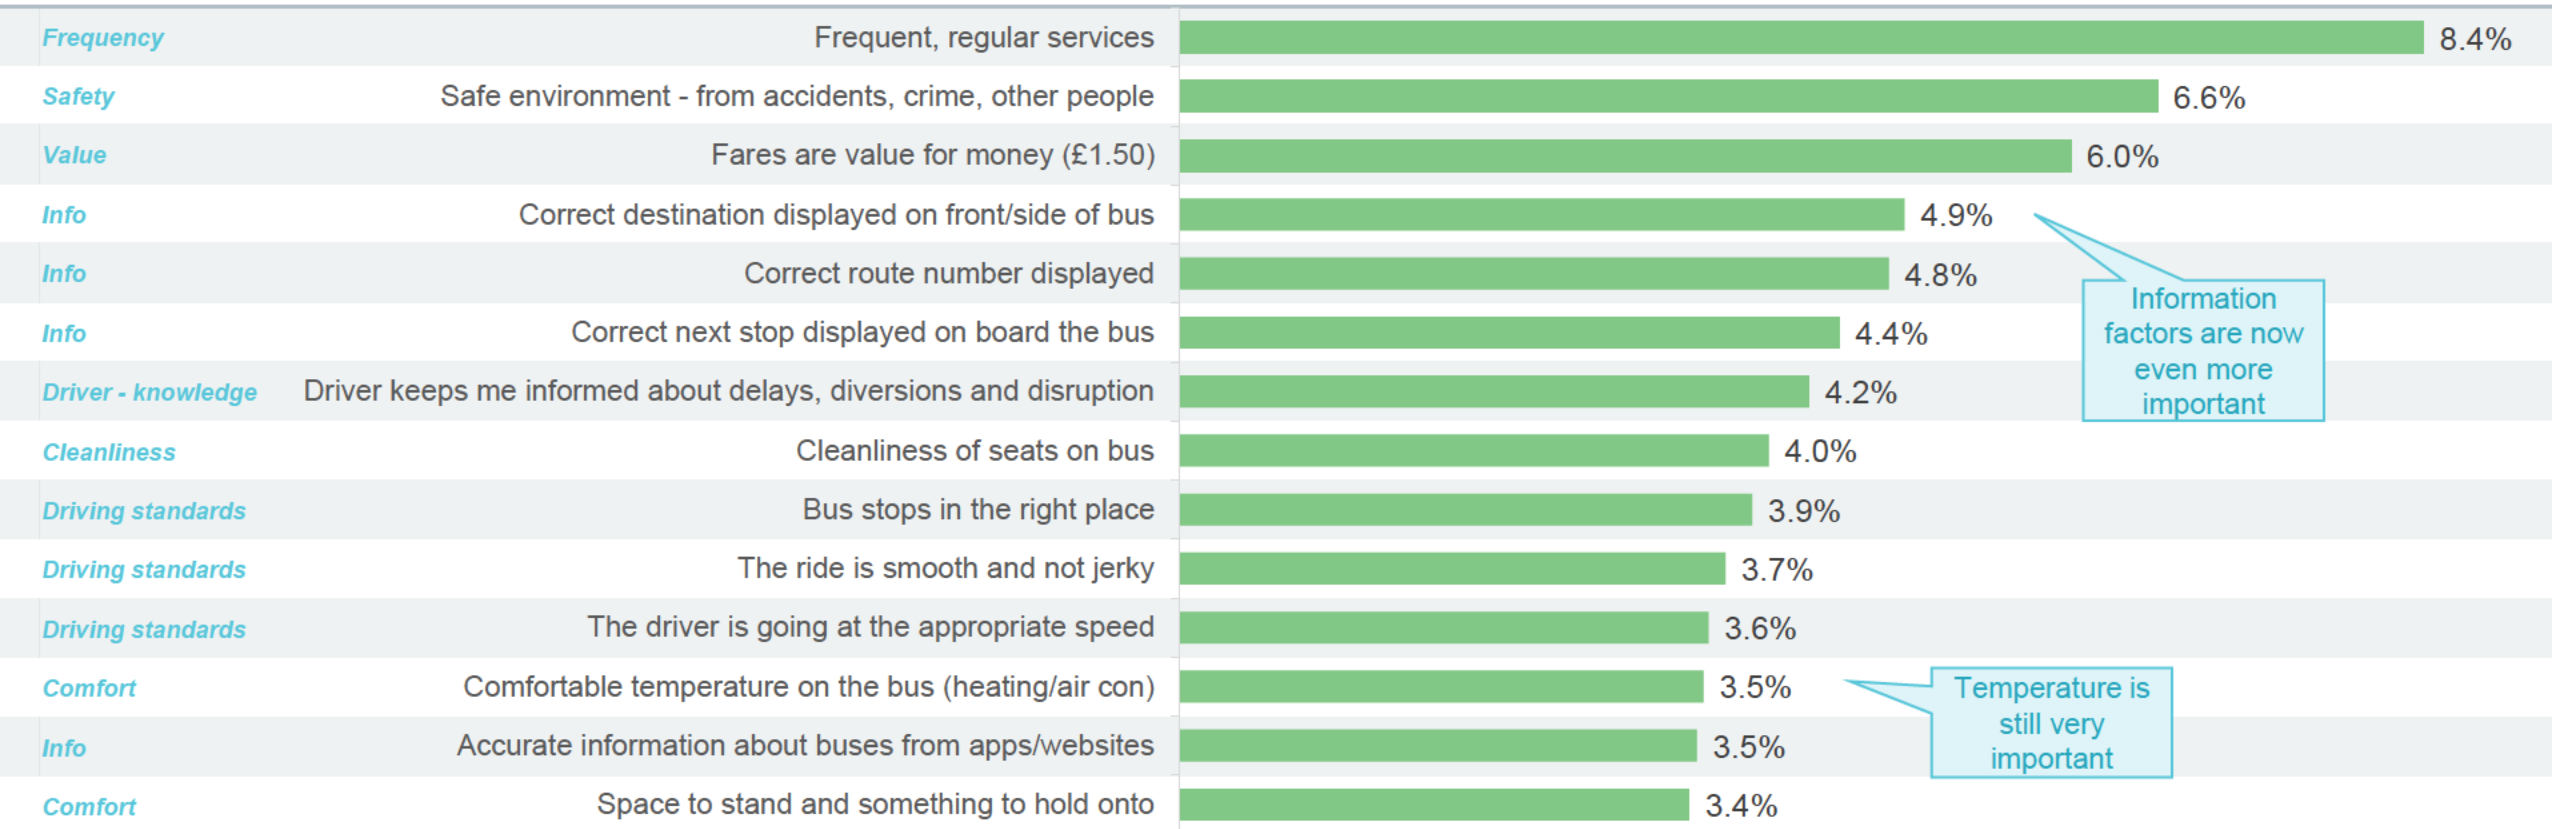 Frequency Frequent, regular services 8.4%
Safety Safe environment - from accidents, crime, other people 6.6%
Value Fares are value for money (£1.50) 6.0%
Info Correct destination displayed on front/side of bus 4.9%
Info Correct route number displayed 4.8%
Information
factors are now
even more
important
Info Correct next stop displayed on board the bus 4.4%
Driver - knowledge Driver keeps me informed about delays, diversions and disruption 4.2%
Cleanliness Cleanliness of seats on bus 4.0%
Driving standards Bus stops in the right place 3.9%
Driving standards The ride is smooth and not jerky 3.7%
Driving standards The driver is going at the appropriate speed 3.6%
Comfort Comfortable temperature on the bus (heating/air con) 3.5%
Temperature is
still very
important
Info Accurate information about buses from apps/websites 3.5%
Comfort Space to stand and something to hold onto 3.4%